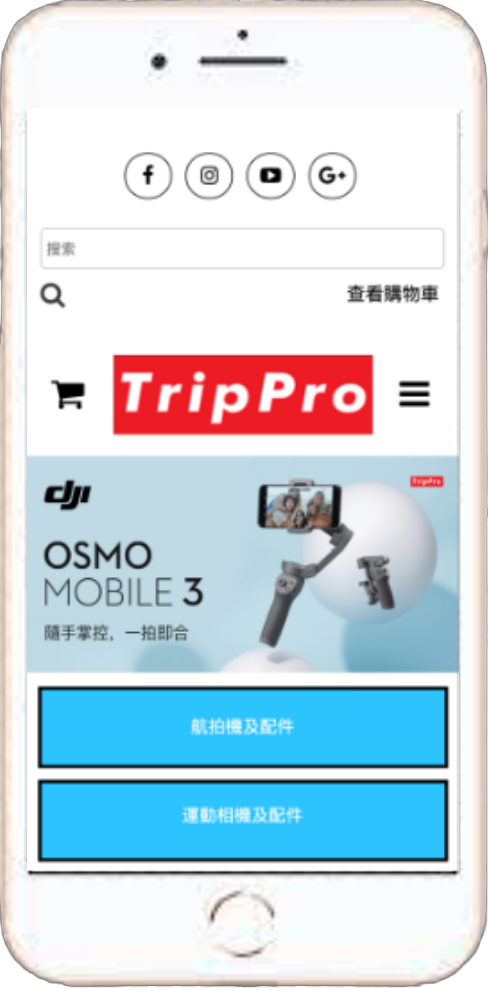 搜索
查看購物車
TripPro
TripPro
dji
OSMO
MOBILE 3
隨手掌控，一拍即合
航拍機及配件
運動相機及配件